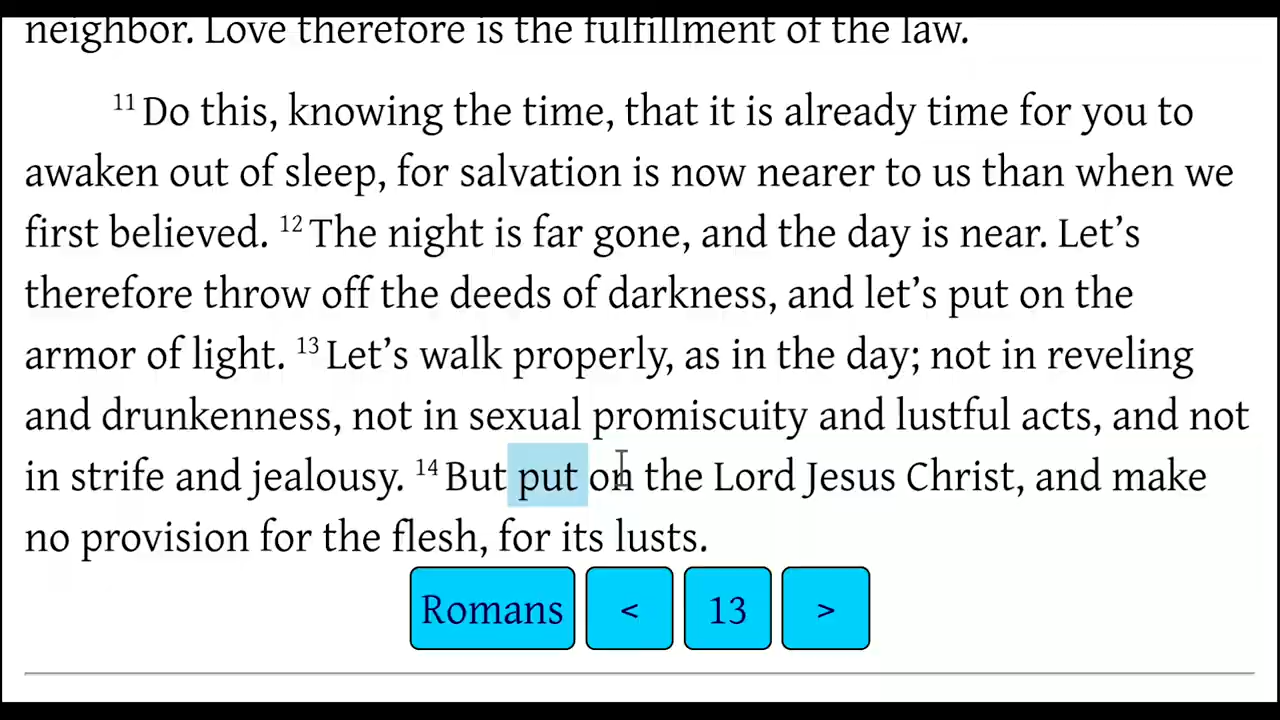 neighbor. Love therefore is the fulfillment of the law.
11 Do this, knowing the time, that it is already time for you to
awaken out of sleep, for salvation is now nearer to us than when we
first believed. 12 The night is far gone, and the day is near. Let’s
therefore throw off the deeds of darkness, and let’s put on the
armor of light. 13 Let’s walk properly, as in the day; not in reveling
and drunkenness, not in sexual promiscuity and lustful acts, and not
in strife and jealousy. 14 But put on the Lord Jesus Christ, and make
no provision for the flesh, for its lusts.
Romans < 13 >